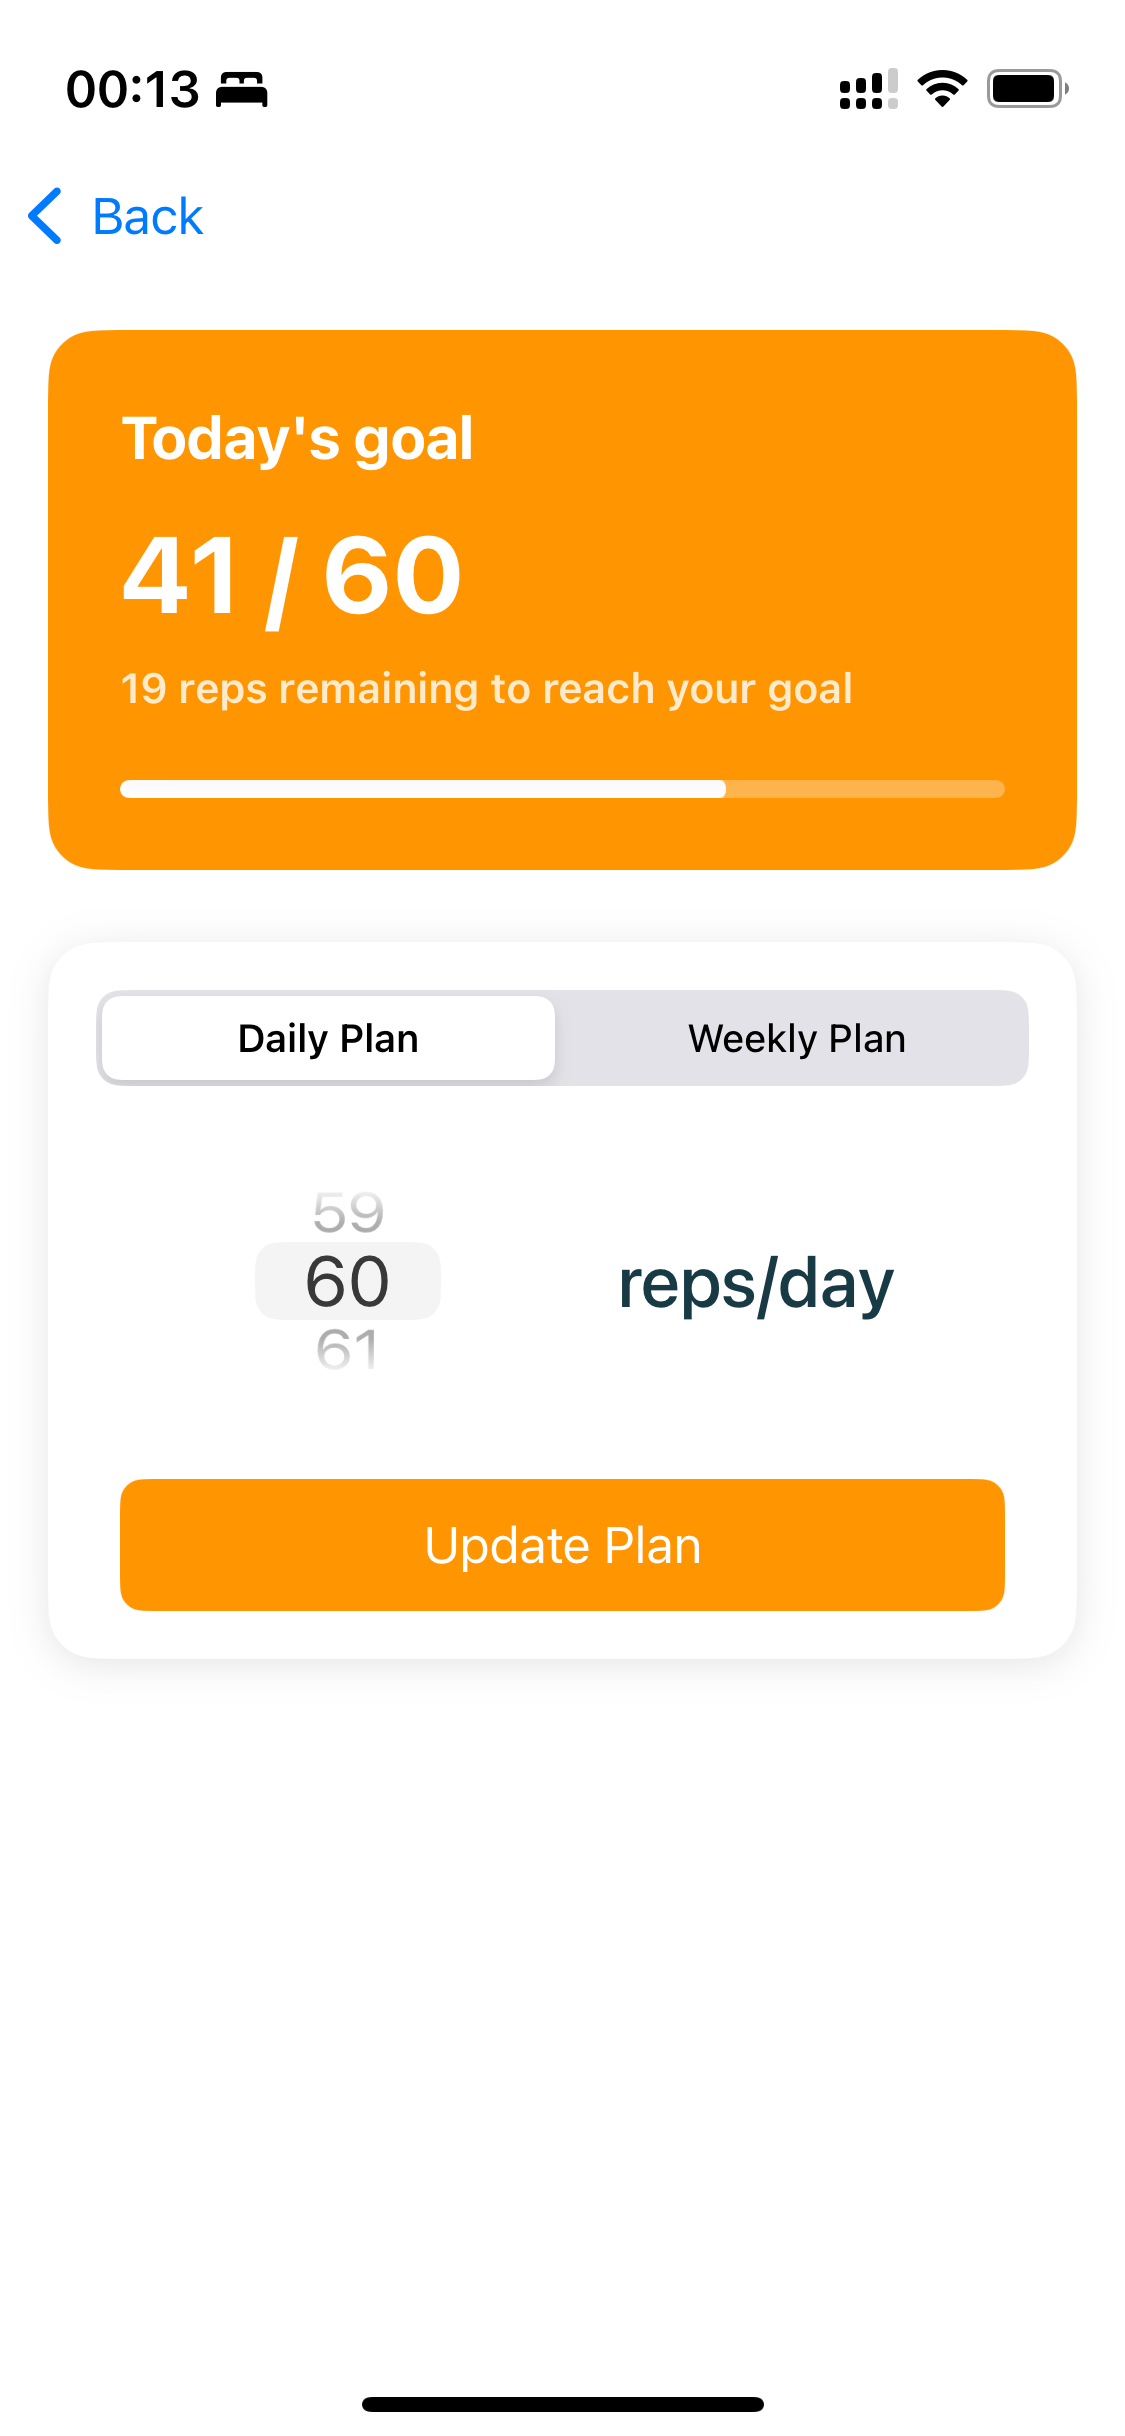 00:13
Back
Today's goal
41 / 60
19 reps remaining to reach your goal
Daily Plan
Weekly Plan
59
60
reps/day
61
Update Plan